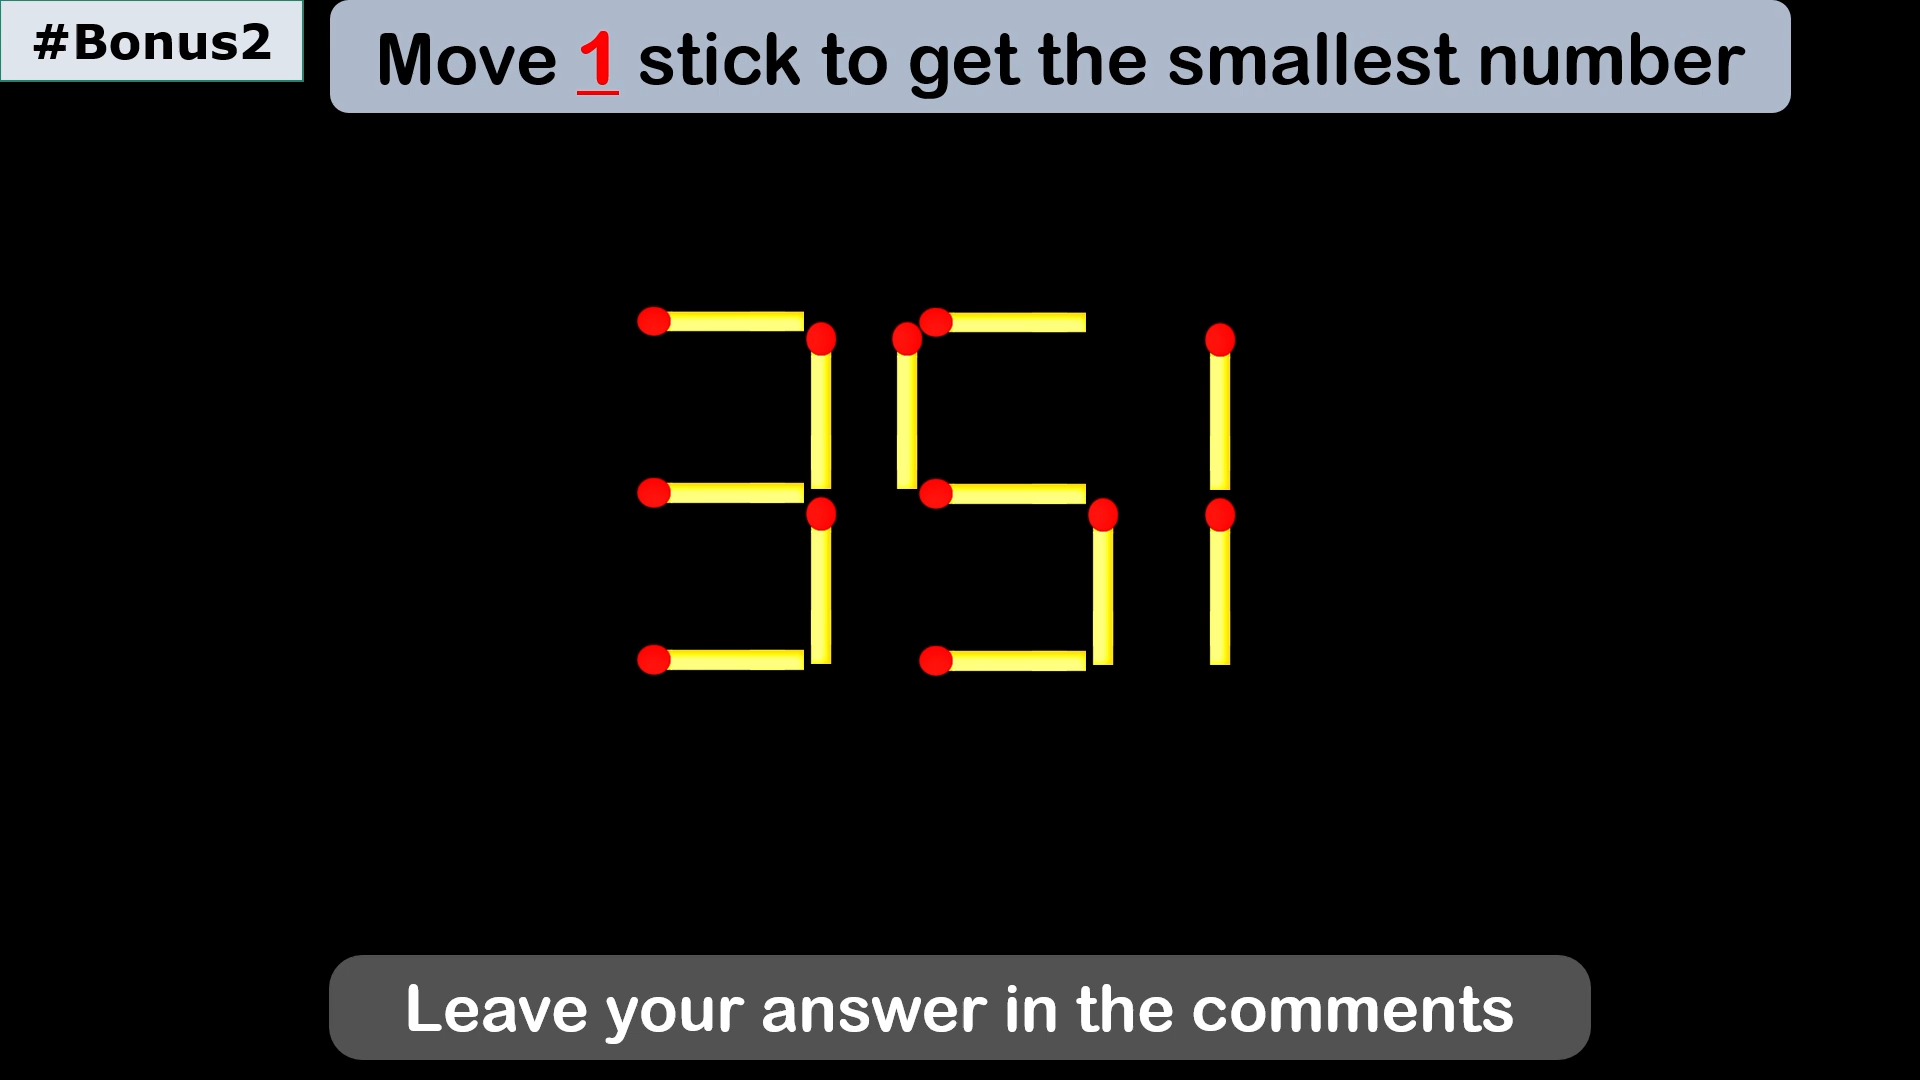 #Bonus2
Move 1 stick to get the smallest number
351
Leave your answer in the comments